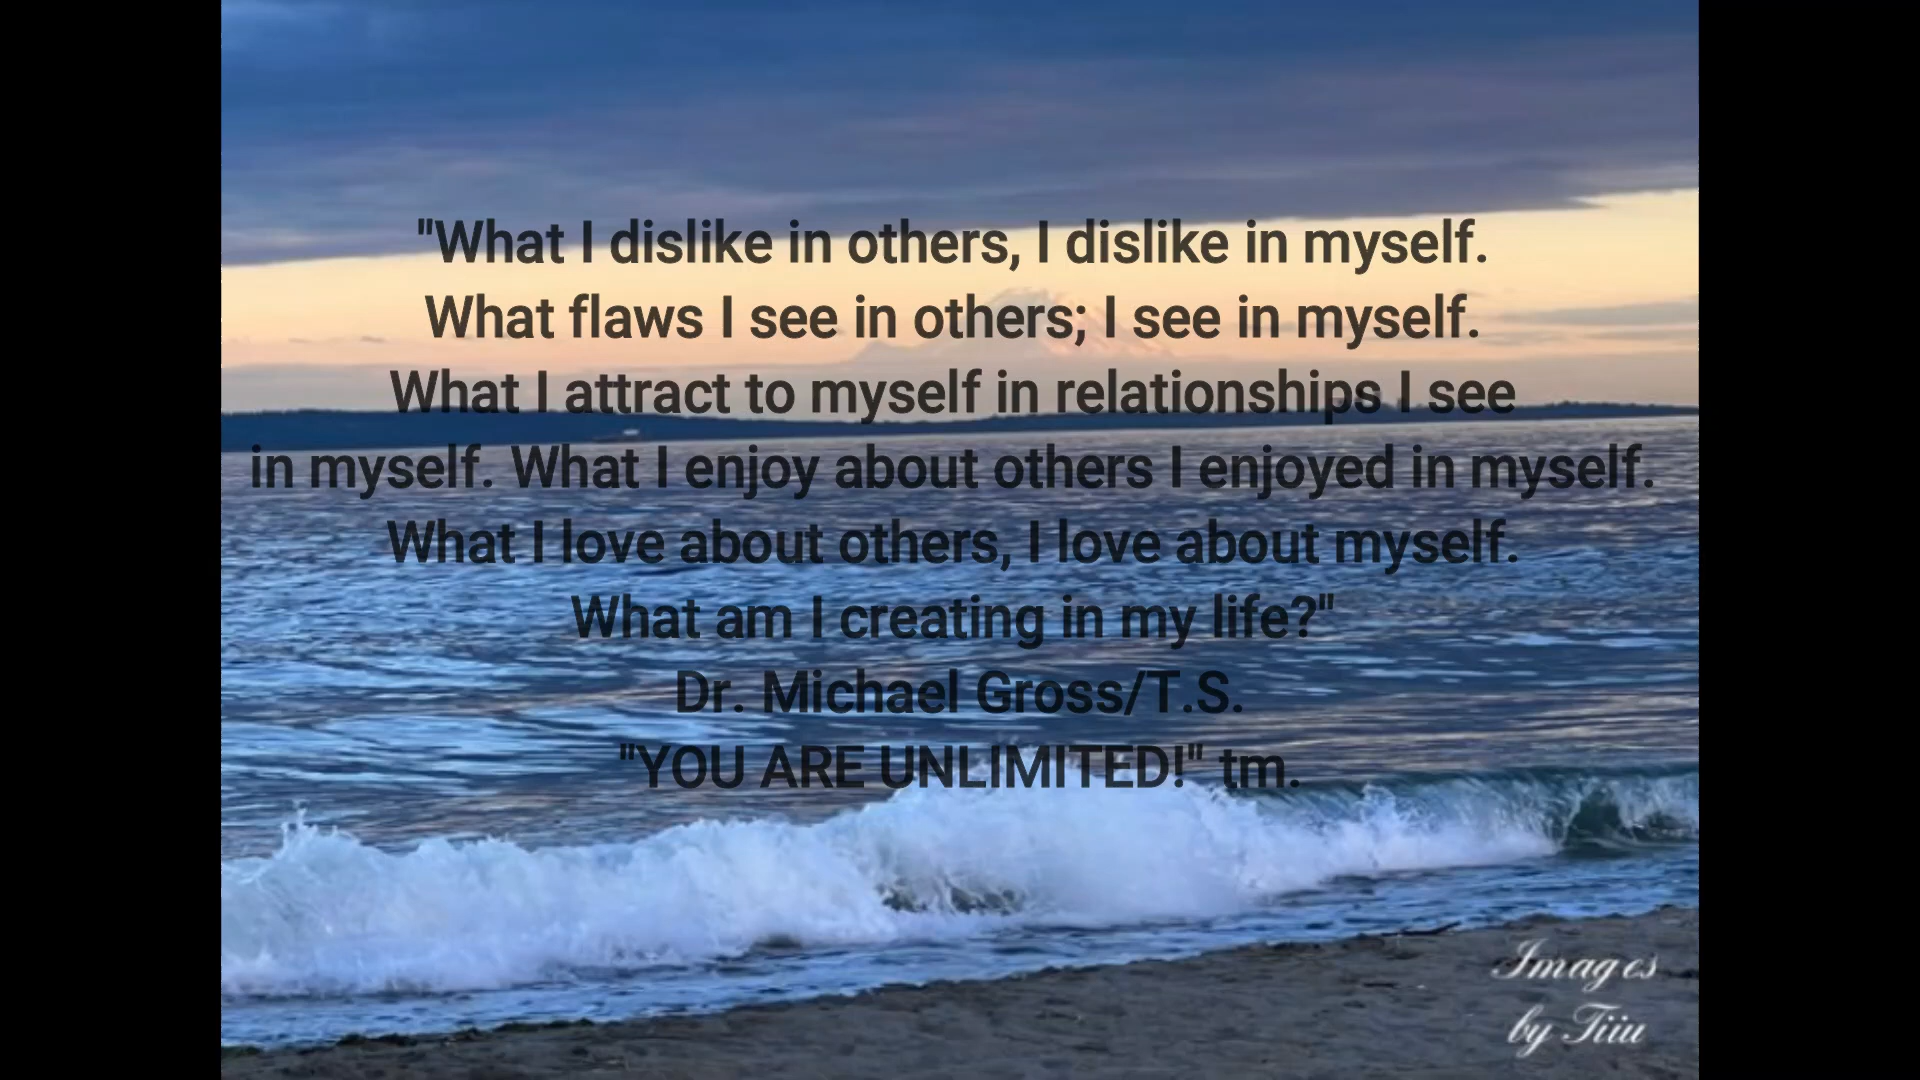 "What I dislike in others, I dislike in myself.
What flaws I see in others; I see in myself.
What I attract to myself in relationships I see
in myself. What I enjoy about others I enjoyed in myself.
What I love about others, I love about myself.
What am I creating in my life?"
Dr. Michael Gross/T.S.
"YOU ARE UNLIMITED!" tm.
Images
by Tiiu